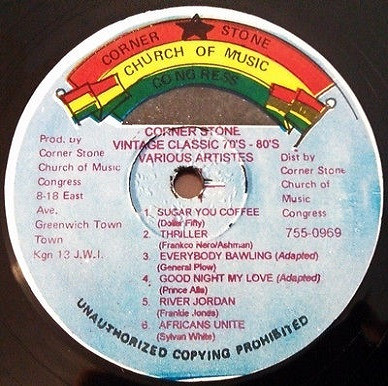 CORNER STONE
CHURCH OF MUSIC
CONGRESS
CORNER STONE
VINTAGE CLASSIC 70'S - 80'S
VARIOUS ARTISTES
Prod. by
Corner Stone
Church of Music
Congress
8-18 East
Ave.
Greenwich Town
Town
Kgn 13 J.W.I.
Dist by
Corner Stone
Church of
Music
Congress
755-0969
1. SUGAR YOU COFFEE
(Dollar Fifty)
2. THRILLER
(Frankco Nero/Ashman)
3. EVERYBODY BAWLING (Adapted)
(General Plow)
4. GOOD NIGHT MY LOVE (Adapted)
(Prince Alla)
5. RIVER JORDAN
(Frankie Jones)
6. AFRICANS UNITE
(Sylvan White)
UNAUTHORIZED COPYING PROHIBITED